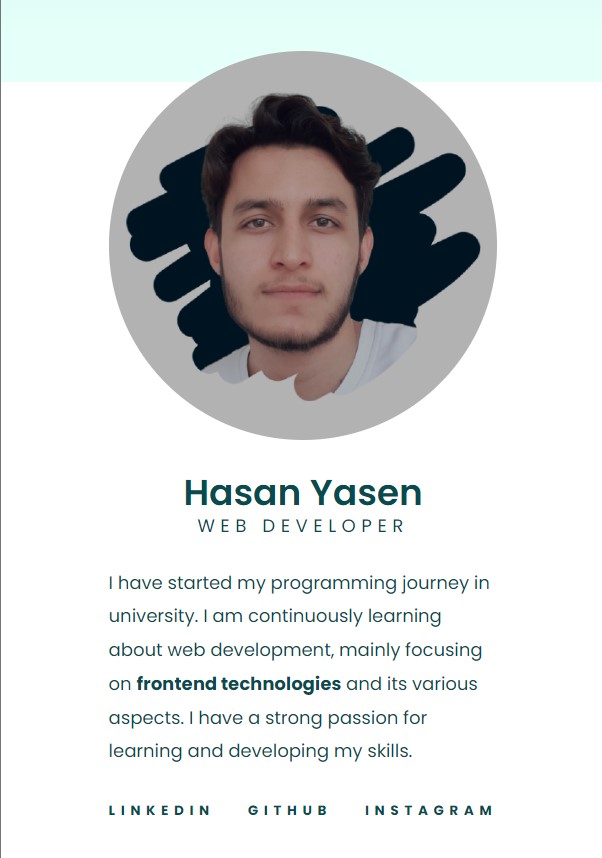 Hasan Yasen
WEB DEVELOPER
I have started my programming journey in
university. I am continuously learning
about web development, mainly focusing
on frontend technologies and its various
aspects. I have a strong passion for
learning and developing my skills.
LINKEDIN GITHUB INSTAGRAM